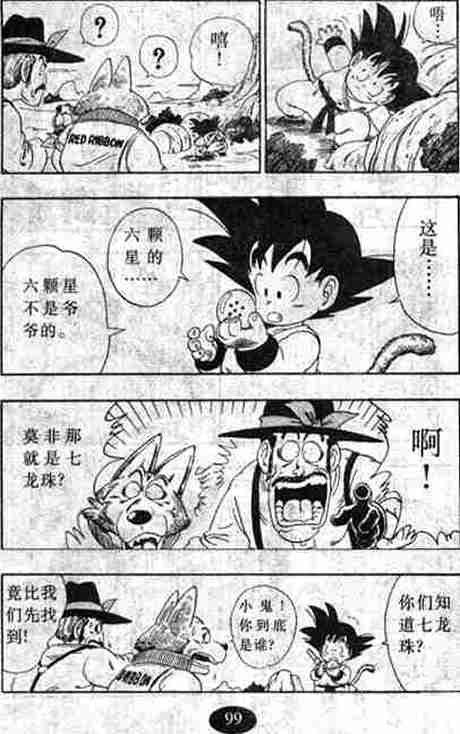 唔…
嘻！
？
？
RED RIBBON
这是……
六颗
星的
……
六颗星
不是爷
爷的。
啊！
莫非那
就是七
龙珠？
你们知
道七龙
珠？
小鬼！
你到底
是谁？
竟比我
们先找
到!
99